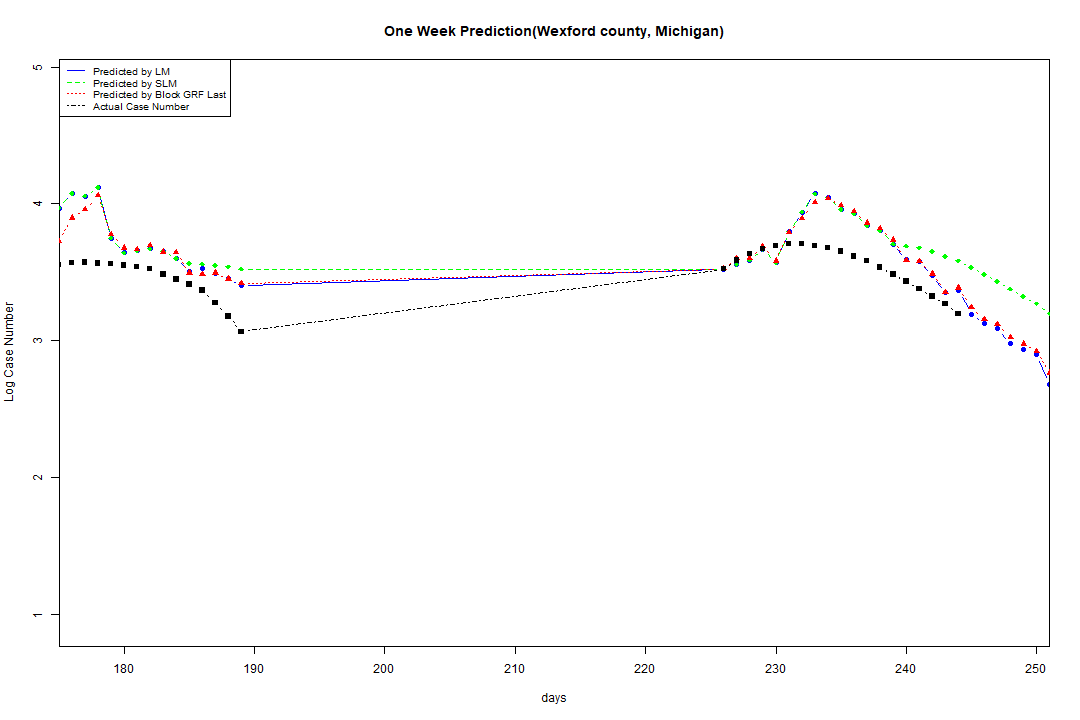 One Week Prediction(Wexford county, Michigan)
Predicted by LM
Predicted by SLM
Predicted by Block GRF Last
Actual Case Number
5
4
3
2
1
Log Case Number
180 190 200 210 220 230 240 250
days